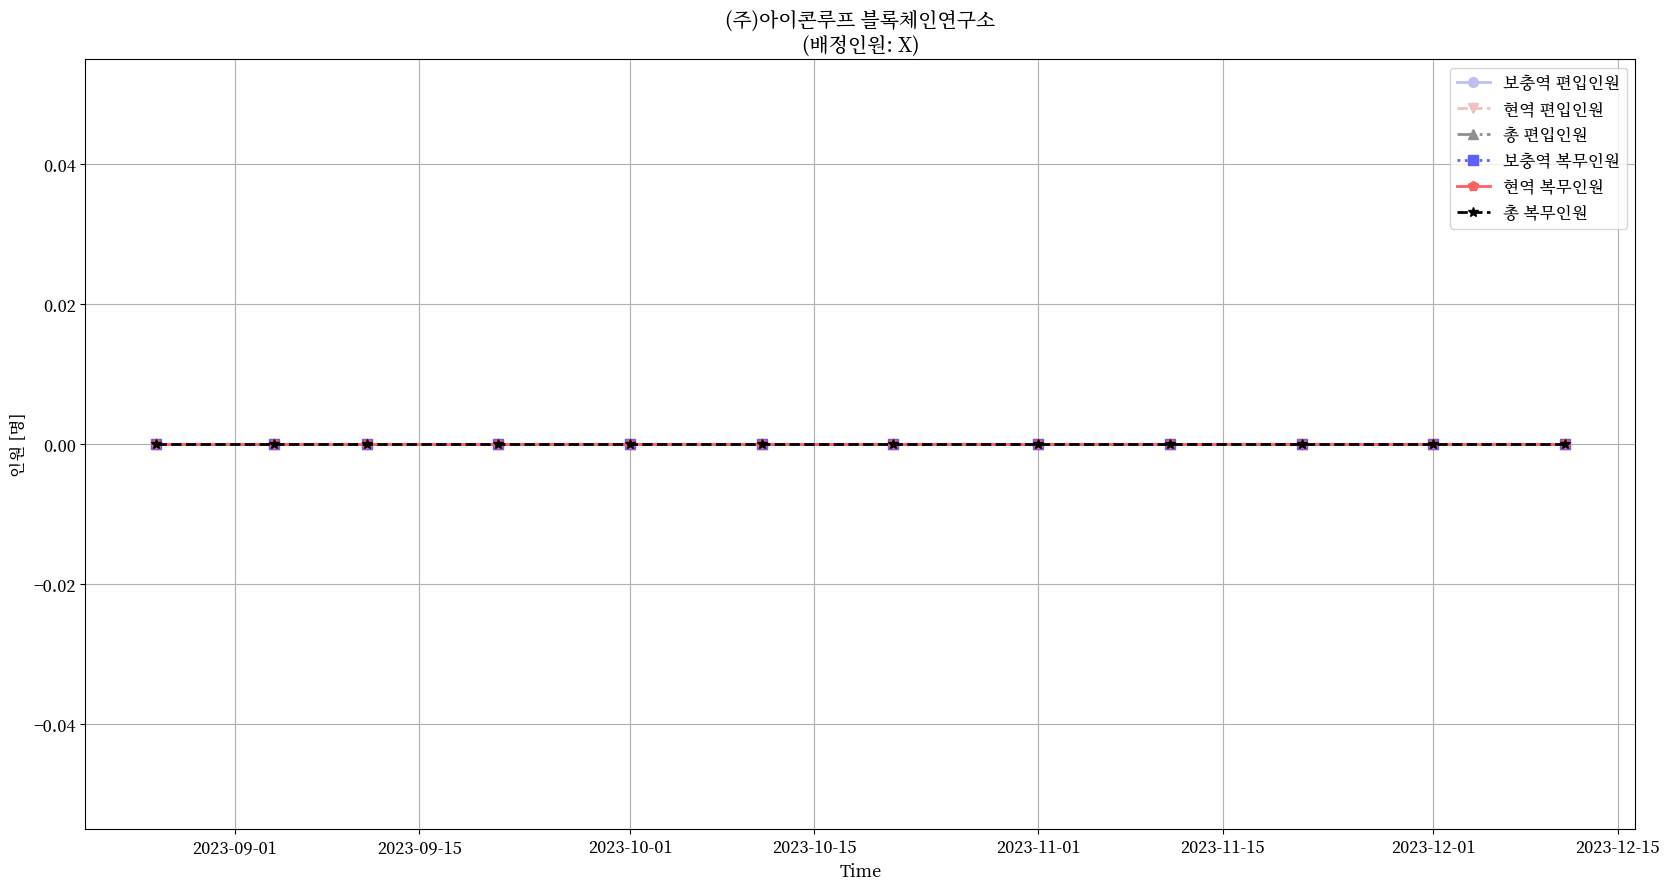 (주)아이콘루프 블록체인연구소
(배정인원: X)
보충역 편입인원
현역 편입인원
총 편입인원
보충역 복무인원
현역 복무인원
총 복무인원
인원 [명]
0.04
0.02
0.00
−0.02
−0.04
2023-09-01
2023-09-15
2023-10-01
2023-10-15
2023-11-01
2023-11-15
2023-12-01
2023-12-15
Time